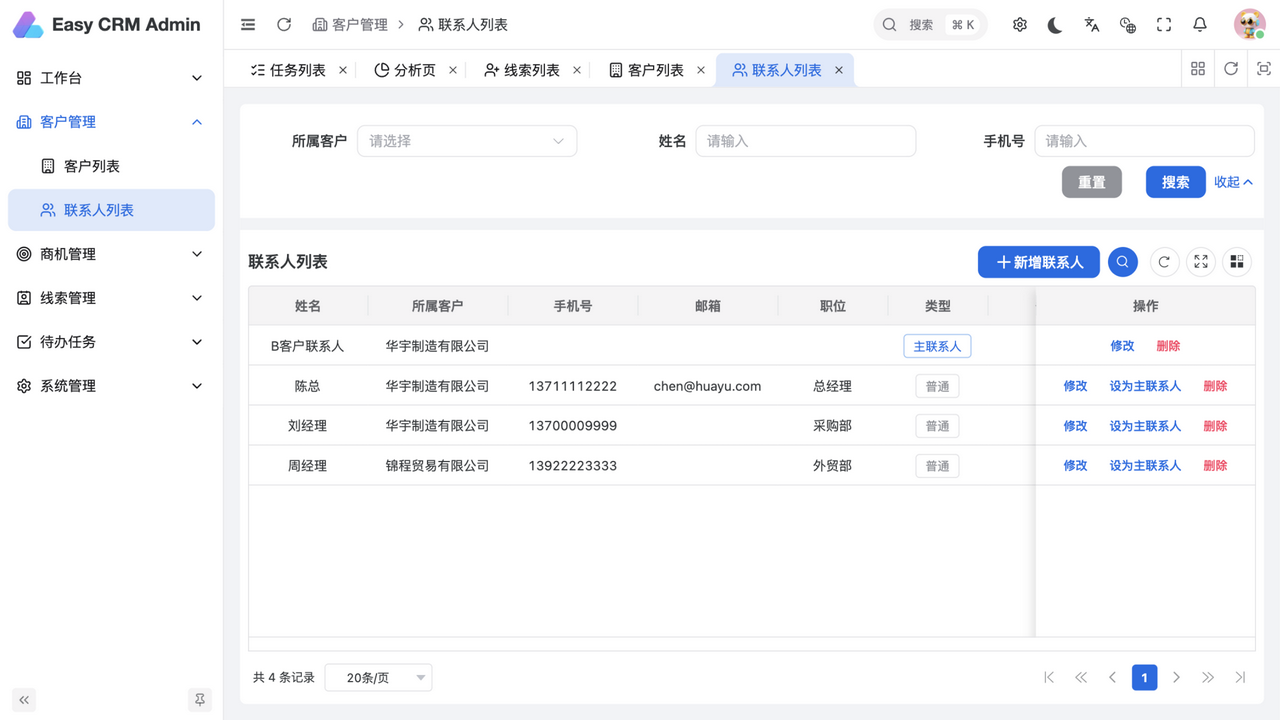 Easy CRM Admin
客户管理
联系人列表
搜索
⌘ K
工作台
客户管理
客户列表
联系人列表
商机管理
线索管理
待办任务
系统管理
任务列表
分析页
线索列表
客户列表
联系人列表
所属客户
请选择
姓名
请输入
手机号
请输入
重置
搜索
收起
联系人列表
新增联系人
姓名 所属客户 手机号 邮箱 职位 类型 操作
B客户联系人 华宇制造有限公司 主联系人 修改 删除
陈总 华宇制造有限公司 13711112222 chen@huayu.com 总经理 普通 修改 设为主联系人 删除
刘经理 华宇制造有限公司 13700009999 采购部 普通 修改 设为主联系人 删除
周经理 锦程贸易有限公司 13922223333 外贸部 普通 修改 设为主联系人 删除
共 4 条记录
20条/页
1